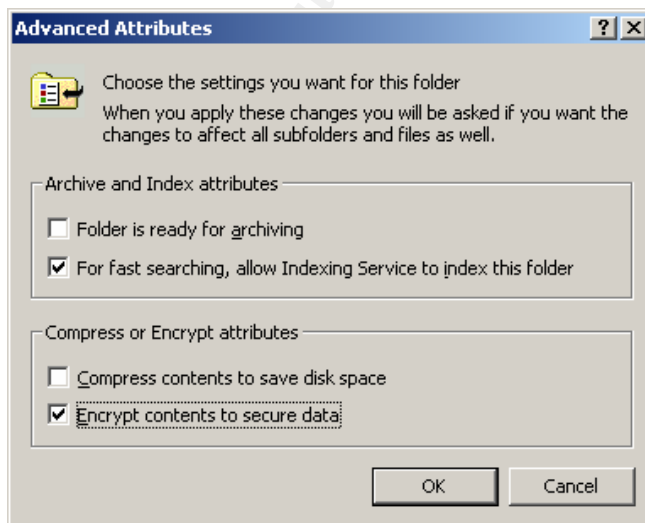 Advanced Attributes
Choose the settings you want for this folder
When you apply these changes you will be asked if you want the
changes to affect all subfolders and files as well.
Archive and Index attributes
Folder is ready for archiving
For fast searching, allow Indexing Service to index this folder
Compress or Encrypt attributes
Compress contents to save disk space
Encrypt contents to secure data
OK
Cancel